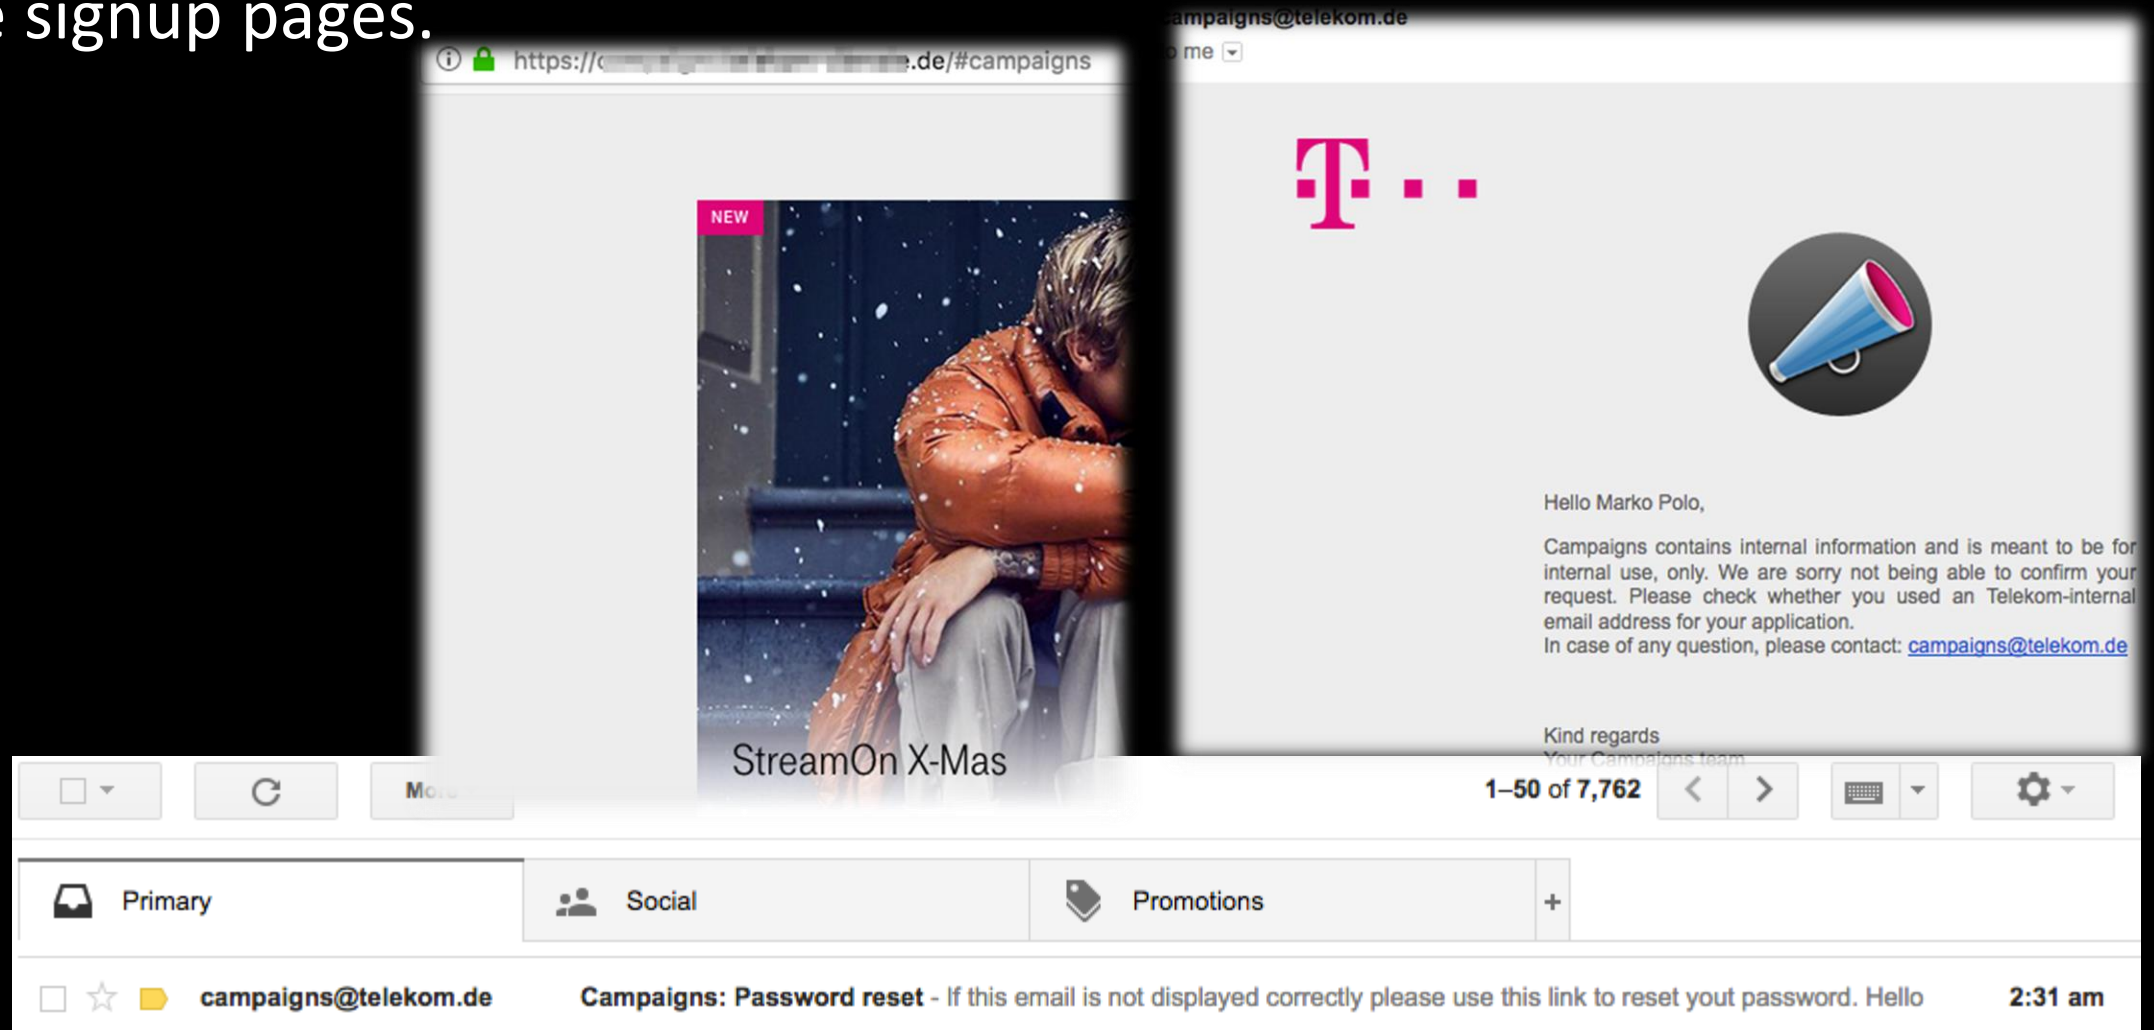 signup pages.
campaigns@telekom.de
me
https:// .de/#campaigns
NEW
StreamOn X-Mas
T
Hello Marko Polo,
Campaigns contains internal information and is meant to be for
internal use, only. We are sorry not being able to confirm your
request. Please check whether you used an Telekom-internal
email address for your application.
In case of any question, please contact: campaigns@telekom.de
Kind regards
Your Campaigns team
1–50 of 7,762
Primary
Social
Promotions
+
campaigns@telekom.de Campaigns: Password reset - If this email is not displayed correctly please use this link to reset yout password. Hello 2:31 am